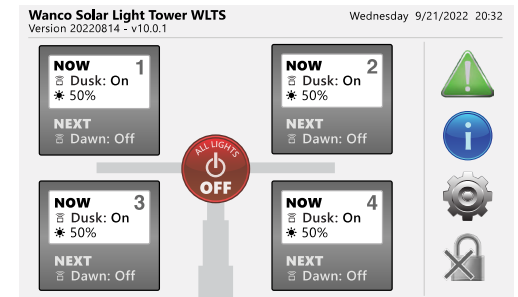 Wanco Solar Light Tower WLTS
Version 20220814 - v10.0.1
Wednesday 9/21/2022 20:32
NOW 1
Dusk: On
50%
NEXT
Dawn: Off
NOW 2
Dusk: On
50%
NEXT
Dawn: Off
ALL LIGHTS
OFF
NOW 3
Dusk: On
50%
NEXT
Dawn: Off
NOW 4
Dusk: On
50%
NEXT
Dawn: Off